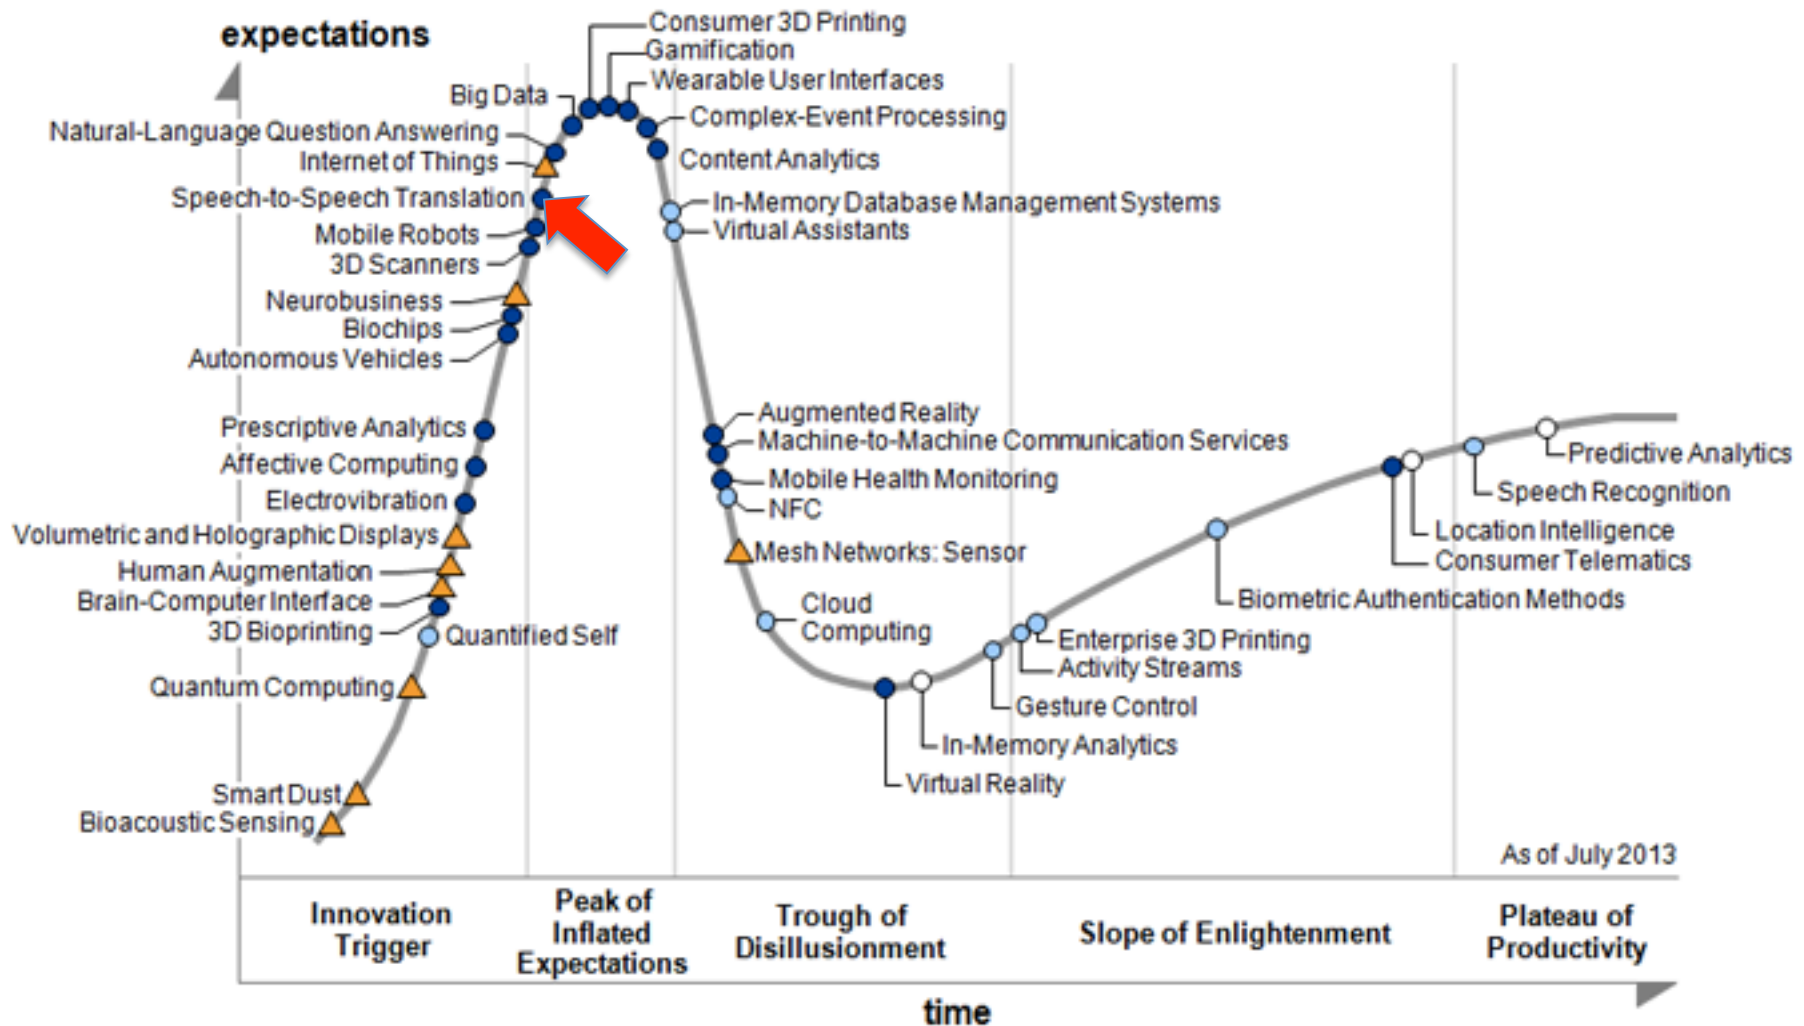 expectations
Consumer 3D Printing
Gamification
Wearable User Interfaces
Big Data
Complex-Event Processing
Natural-Language Question Answering
Content Analytics
Internet of Things
Speech-to-Speech Translation
In-Memory Database Management Systems
Virtual Assistants
Mobile Robots
3D Scanners
Neurobusiness
Biochips
Autonomous Vehicles
Augmented Reality
Prescriptive Analytics
Machine-to-Machine Communication Services
Affective Computing
Mobile Health Monitoring
Electrovibration
NFC
Volumetric and Holographic Displays
Mesh Networks: Sensor
Human Augmentation
Brain-Computer Interface
3D Bioprinting
Quantified Self
Cloud
Computing
Quantum Computing
Smart Dust
Bioacoustic Sensing
Predictive Analytics
Speech Recognition
Location Intelligence
Consumer Telematics
Biometric Authentication Methods
Enterprise 3D Printing
Activity Streams
Gesture Control
In-Memory Analytics
Virtual Reality
As of July 2013
Innovation
Trigger
Peak of
Inflated
Expectations
Trough of
Disillusionment
Slope of Enlightenment
Plateau of
Productivity
time